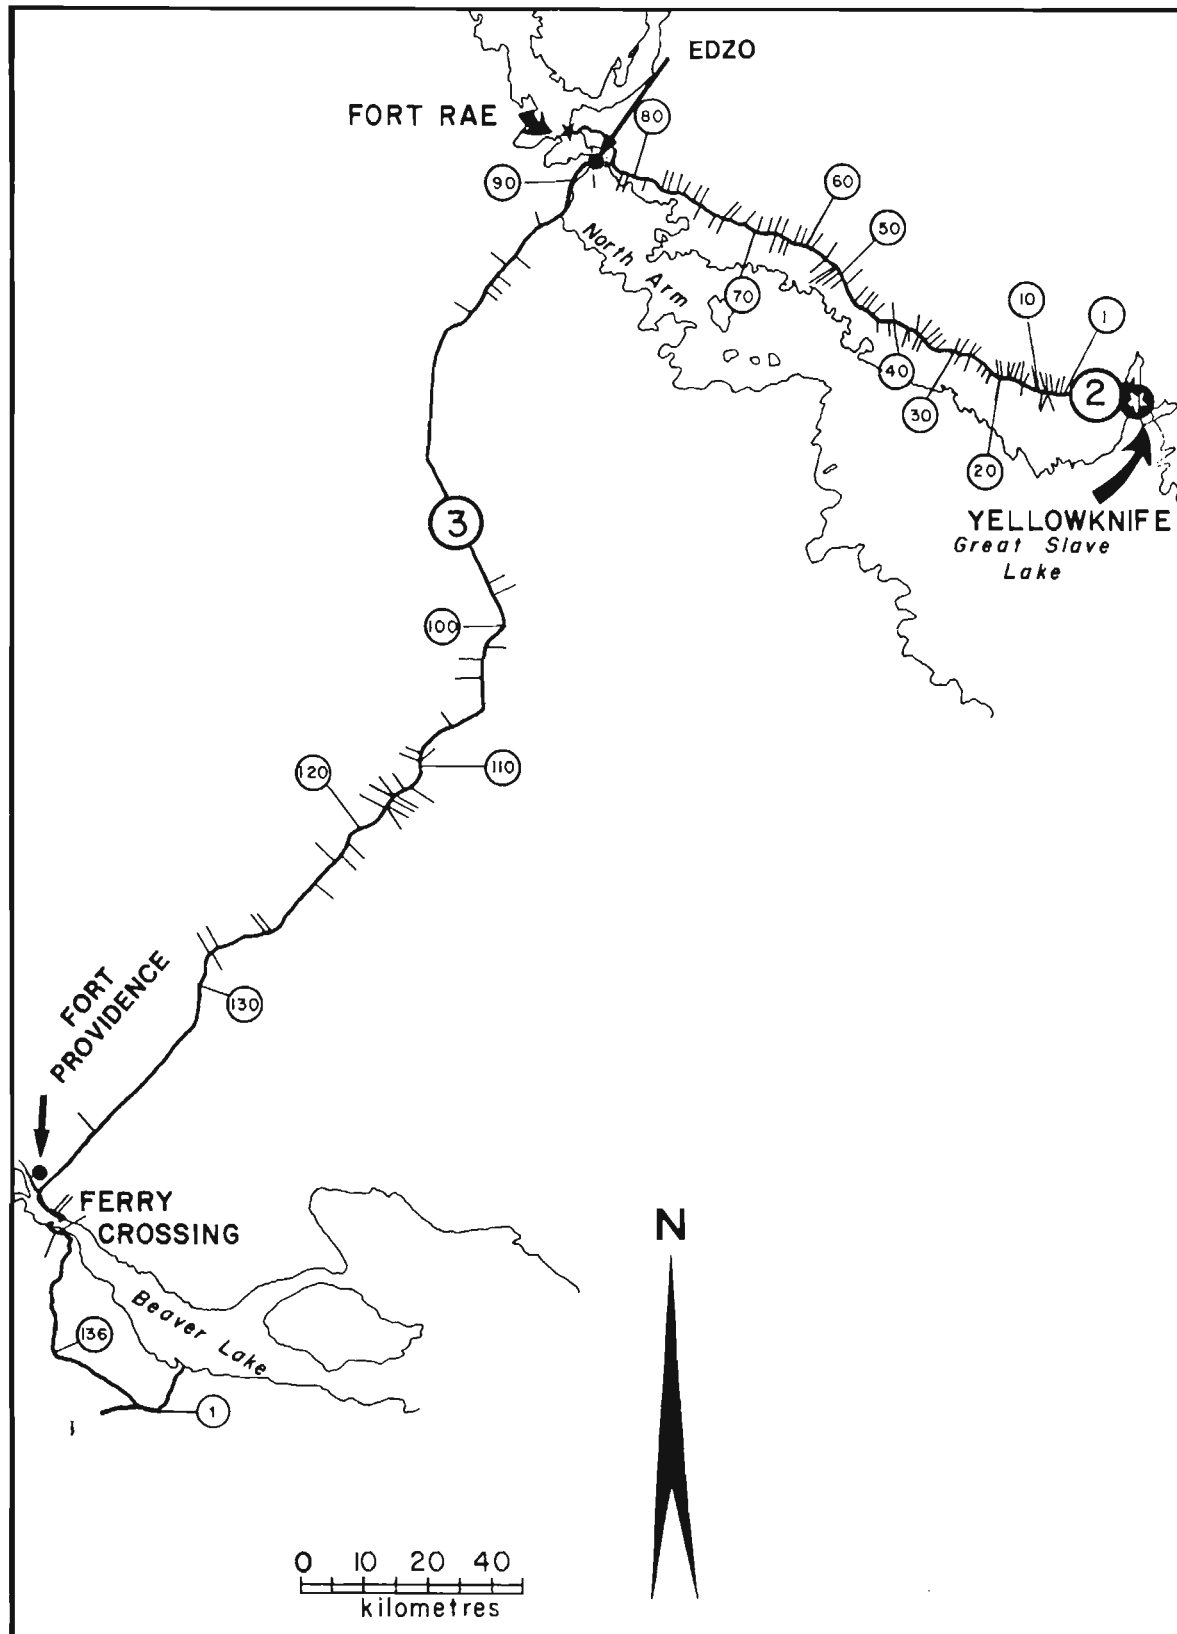 EDZO
FORT RAE
80
90
60
50
North Arm
70
10
1
40
2
30
20
YELLOWKNIFE
Great Slave
Lake
3
100
110
120
FORT
PROVIDENCE
130
FERRY
CROSSING
N
Beaver Lake
136
1
0 10 20 40
kilometres